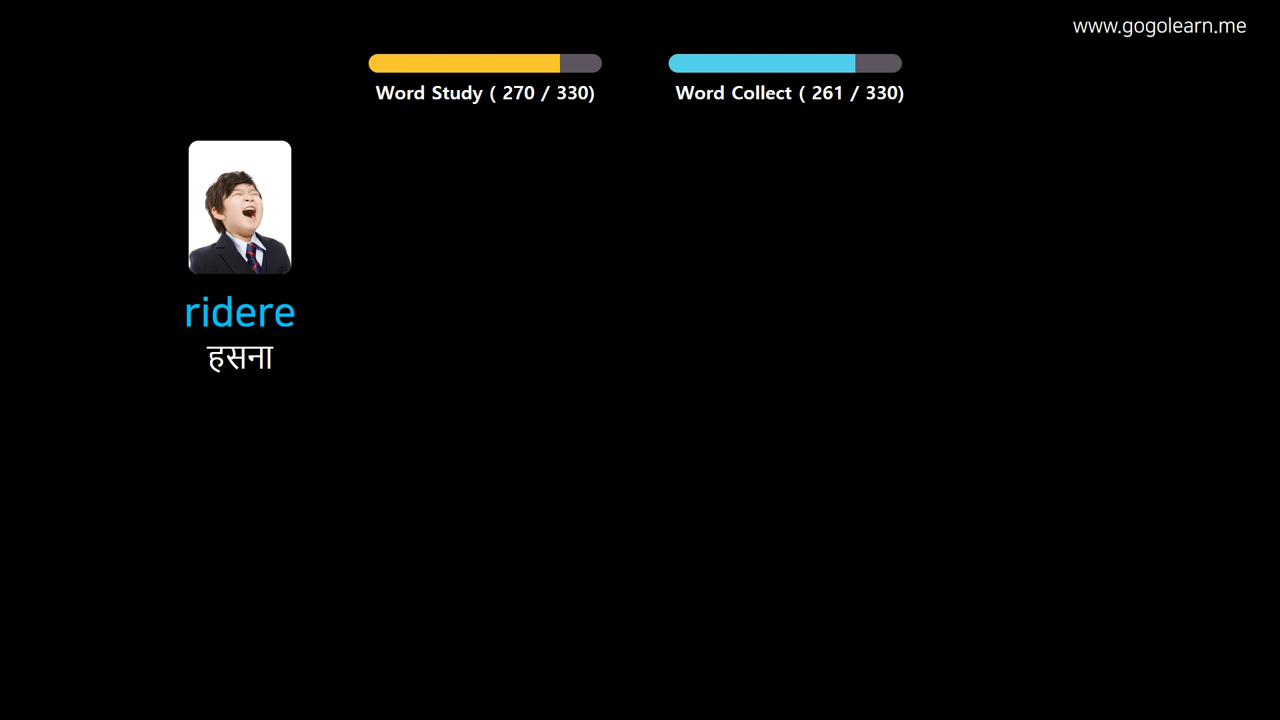 www.gogolearn.me
Word Study ( 270 / 330)
Word Collect ( 261 / 330)
ridere
हसना